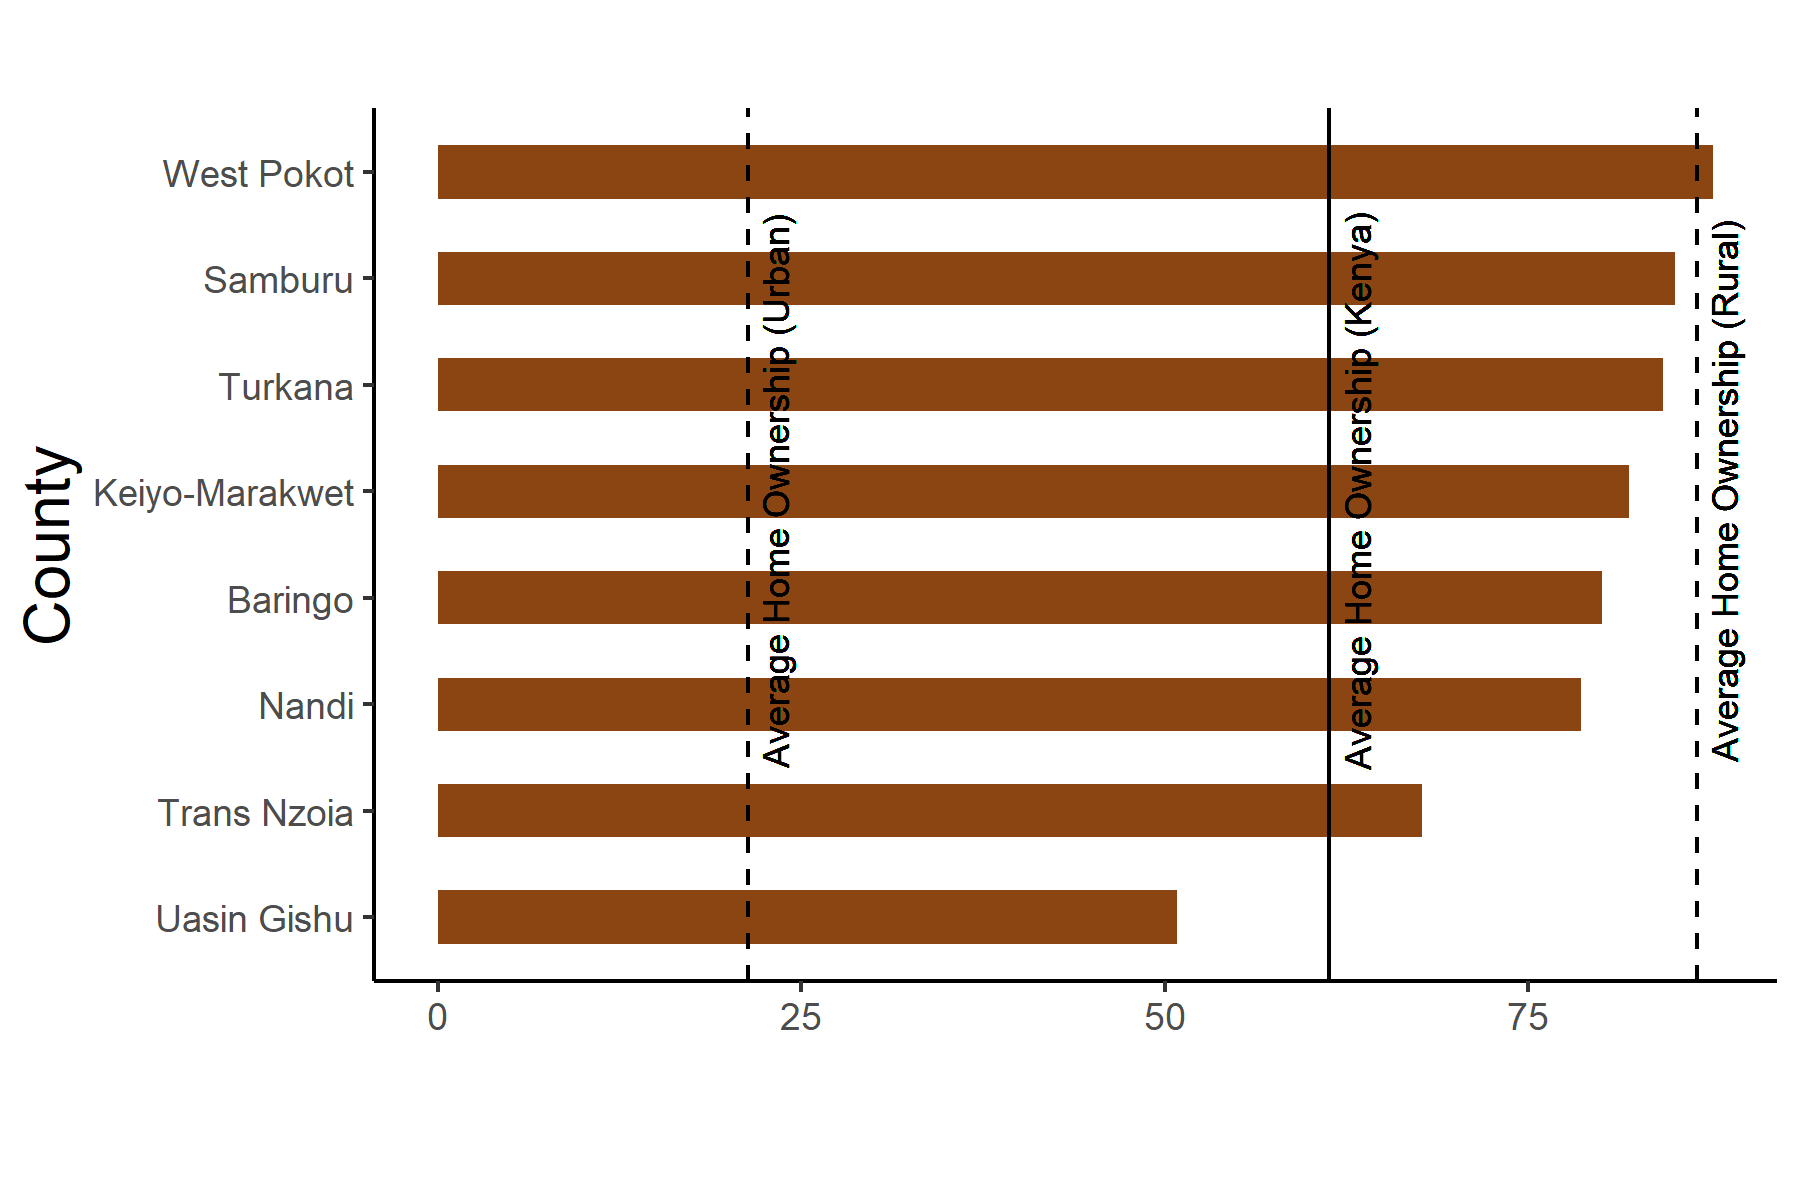 County
West Pokot
Samburu
Turkana
Keiyo-Marakwet
Baringo
Nandi
Trans Nzoia
Uasin Gishu
Average Home Ownership (Urban)
Average Home Ownership (Kenya)
Average Home Ownership (Rural)
0 25 50 75